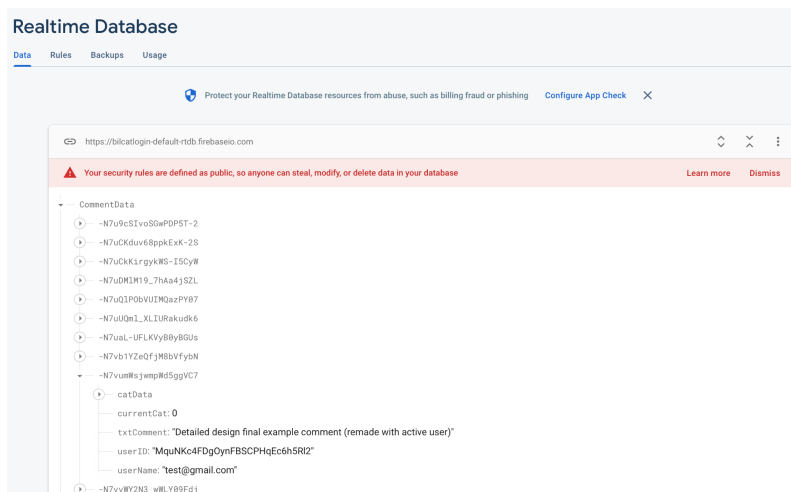 Realtime Database
Data Rules Backups Usage
Protect your Realtime Database resources from abuse, such as billing fraud or phishing Configure App Check
https://bilcatlogin-default-rtdb.firebaseio.com
Your security rules are defined as public, so anyone can steal, modify, or delete data in your database Learn more Dismiss
CommentData
-N7u9cSIvoSGwPDP5T-2
-N7uCKduv68ppkExK-2S
-N7uCkKirgykWS-I5CyW
-N7uDMlM19_7hAa4jSZL
-N7uQlPObVUIMQazPY07
-N7uUQml_XLIURakudk6
-N7uaL-UFLKVyB0yBGUs
-N7vb1YZeQfjM8bVfybN
-N7vumWsjwmpWd5ggVC7
catData
currentCat: 0
txtComment: "Detailed design final example comment (remade with active user)"
userID: "MquNKc4FDgOynFBSCPHqEc6h5Rl2"
userName: "test@gmail.com"
-N7vvWY2N3_wWLY09Fdj